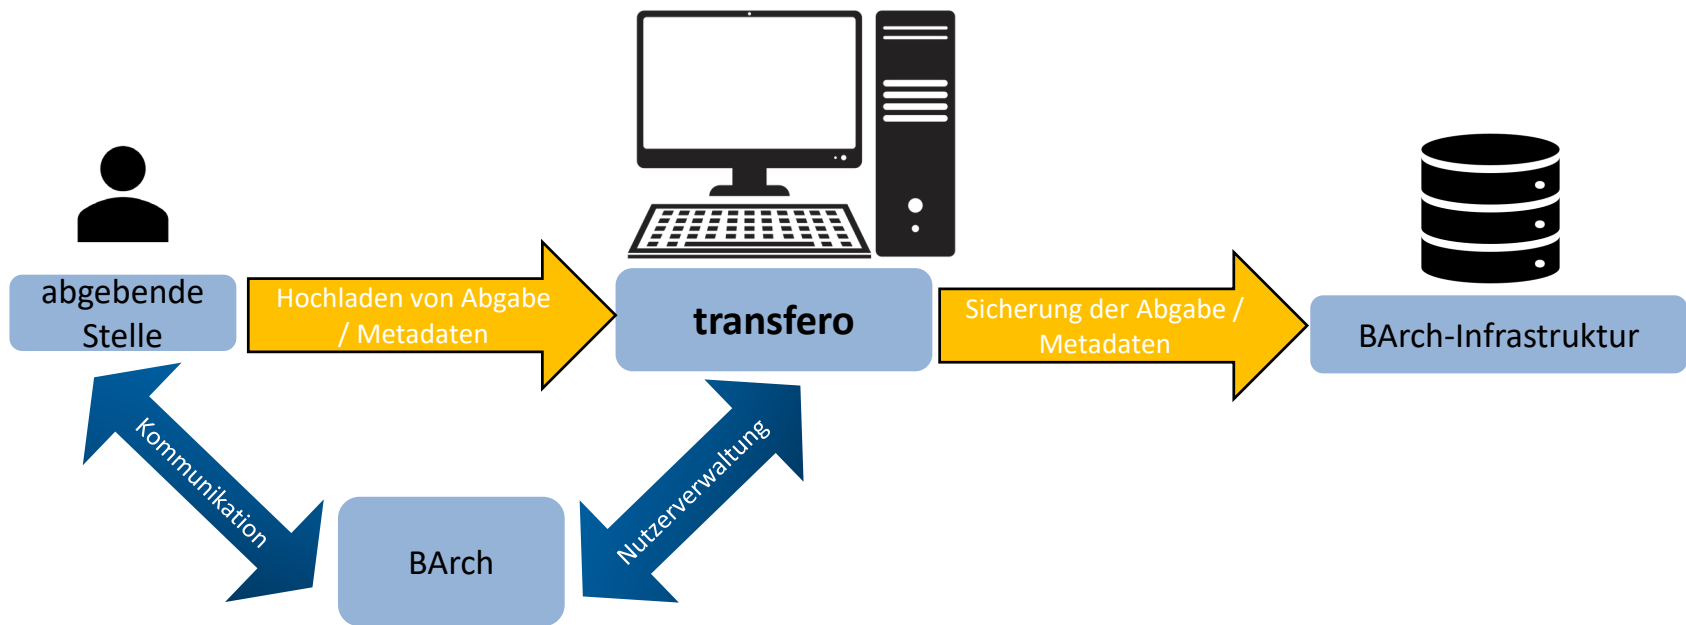 abgebende
Stelle
Hochladen von Abgabe
/ Metadaten
transfero
Sicherung der Abgabe /
Metadaten
BArch-Infrastruktur
Kommunikation
Nutzerverwaltung
BArch